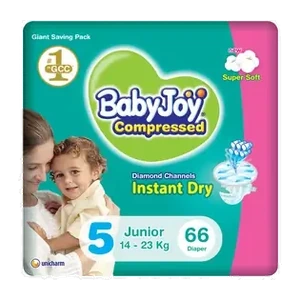 Giant Saving Pack
#1
GCC
Super Soft
BabyJoy
Compressed
Diamond Channels
Instant Dry
5
Junior
14 - 23 Kg
66
Diaper
unicharm